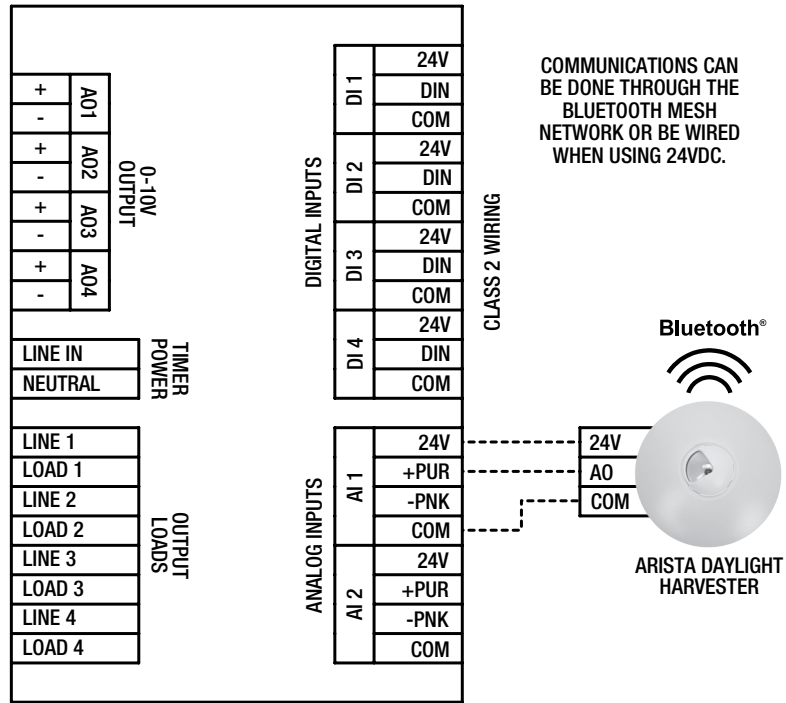 +
-
A01
+
-
A02
+
-
A03
+
-
A04
0-10V
OUTPUT
LINE IN
NEUTRAL
TIMER
POWER
LINE 1
LOAD 1
LINE 2
LOAD 2
LINE 3
LOAD 3
LINE 4
LOAD 4
OUTPUT
LOADS
DIGITAL INPUTS
DI 1
24V
DIN
COM
DI 2
24V
DIN
COM
DI 3
24V
DIN
COM
DI 4
24V
DIN
COM
ANALOG INPUTS
AI 1
24V
+PUR
-PNK
COM
AI 2
24V
+PUR
-PNK
COM
CLASS 2 WIRING
COMMUNICATIONS CAN
BE DONE THROUGH THE
BLUETOOTH MESH
NETWORK OR BE WIRED
WHEN USING 24VDC.
Bluetooth®
24V
AO
COM
ARISTA DAYLIGHT
HARVESTER